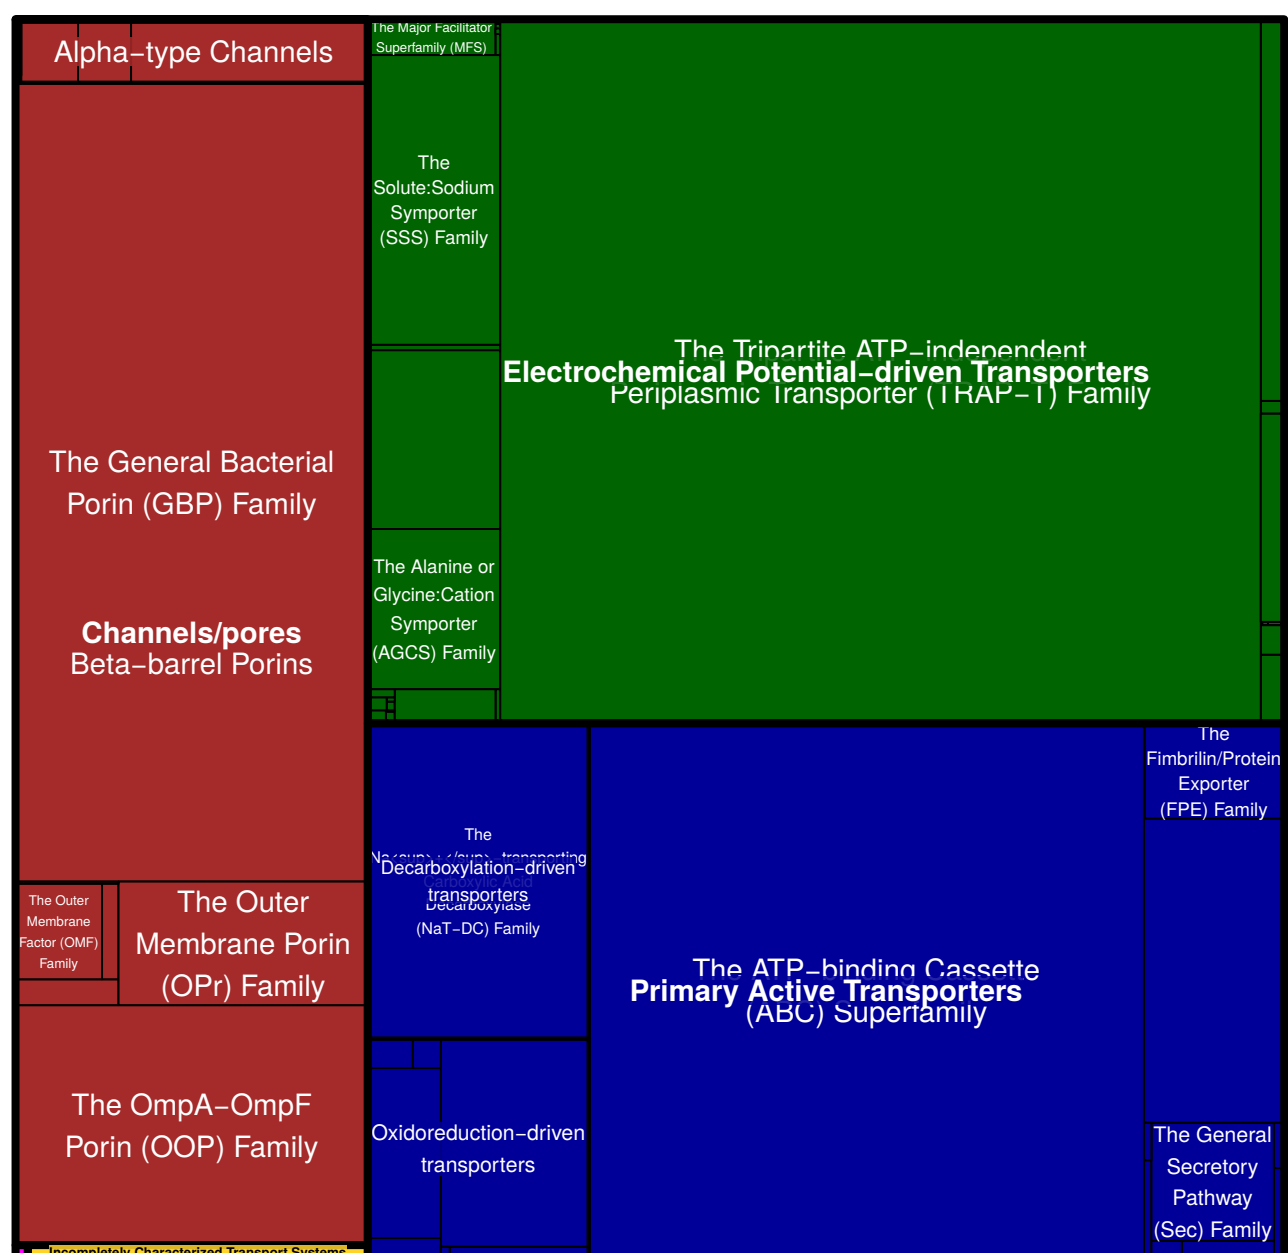 Alpha−type Channels
The General Bacterial
Porin (GBP) Family
Channels/pores
Beta−barrel Porins
The Outer
Membrane
Factor (OMF)
Family
The Outer
Membrane Porin
(OPr) Family
The OmpA−OmpF
Porin (OOP) Family
Incompletely Characterized Transport Systems
The Major Facilitator
Superfamily (MFS)
The
Solute:Sodium
Symporter
(SSS) Family
The Alanine or
Glycine:Cation
Symporter
(AGCS) Family
The Tripartite ATP−independent
Electrochemical Potential−driven Transporters
Periplasmic Transporter (TRAP−T) Family
The
Decarboxylation−driven
Carboxylic Acid
transporters
Decarboxylase
(NaT−DC) Family
Oxidoreduction−driven
transporters
The ATP−binding Cassette
Primary Active Transporters
(ABC) Superfamily
The
Fimbrilin/Protein
Exporter
(FPE) Family
The General
Secretory
Pathway
(Sec) Family